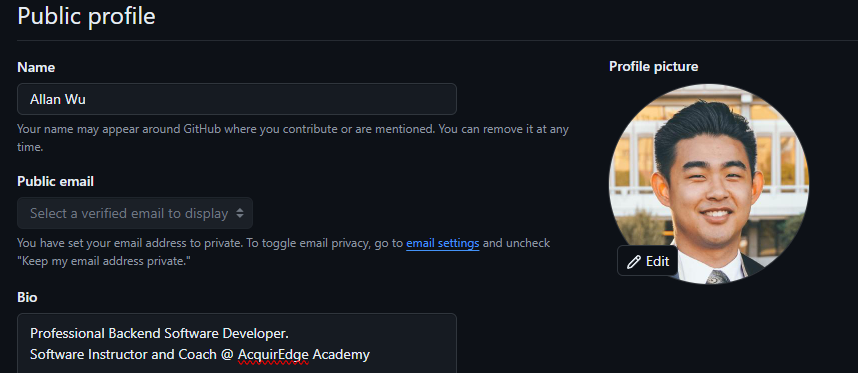 Public profile
Name
Allan Wu
Your name may appear around GitHub where you contribute or are mentioned. You can remove it at any
time.
Public email
Select a verified email to display
You have set your email address to private. To toggle email privacy, go to email settings and uncheck
"Keep my email address private."
Bio
Professional Backend Software Developer.
Software Instructor and Coach @ AcquirEdge Academy
Profile picture
Edit